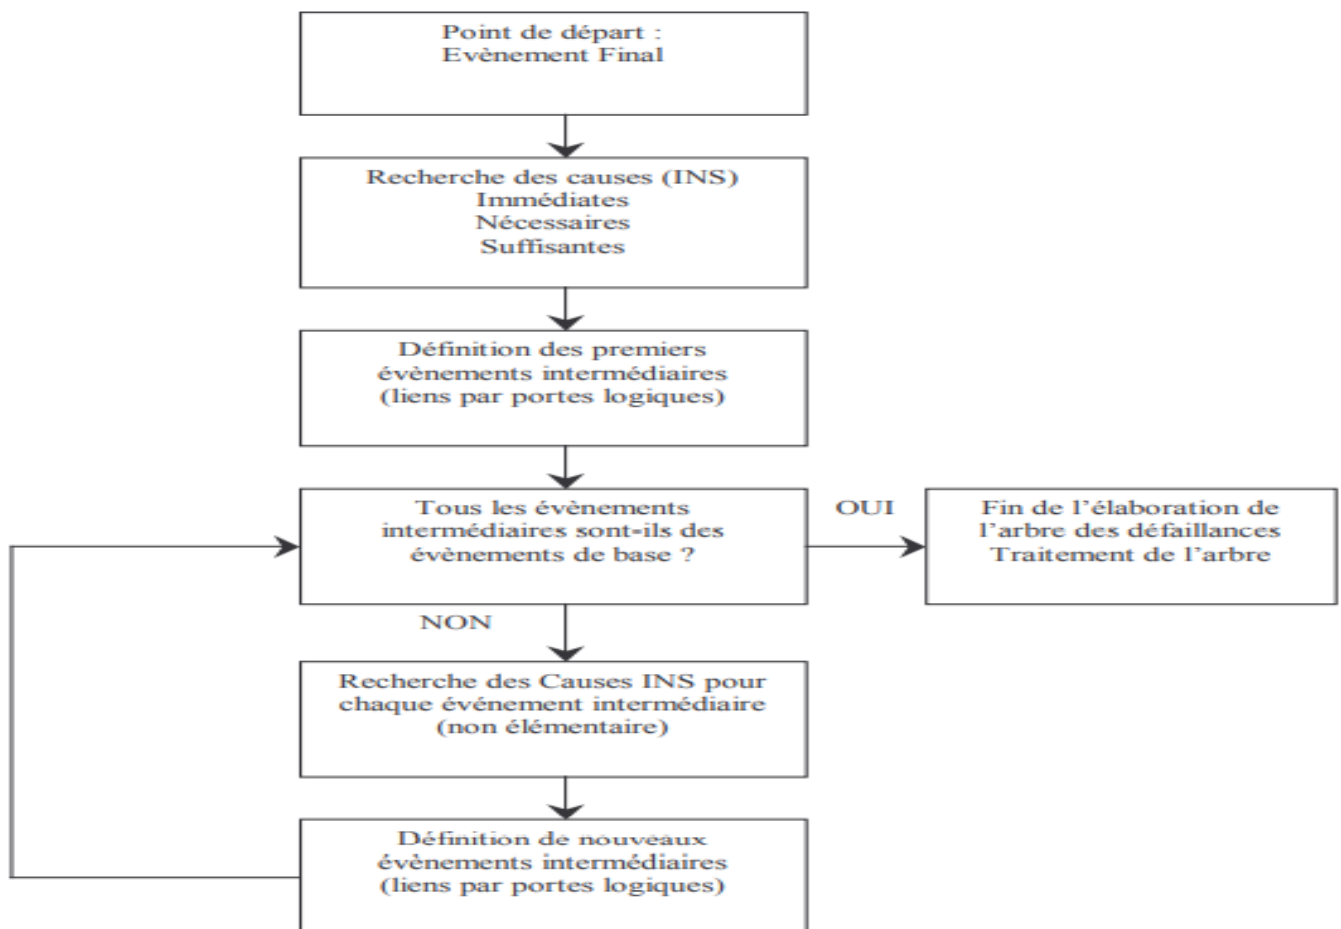 Point de départ :
Evènement Final
Recherche des causes (INS)
Immédiates
Nécessaires
Suffisantes
Définition des premiers
évènements intermédiaires
(liens par portes logiques)
Tous les évènements
intermédiaires sont-ils des
évènements de base ?
OUI
Fin de l’élaboration de
l’arbre des défaillances
Traitement de l’arbre
NON
Recherche des Causes INS pour
chaque événement intermédiaire
(non élémentaire)
Définition de nouveaux
évènements intermédiaires
(liens par portes logiques)